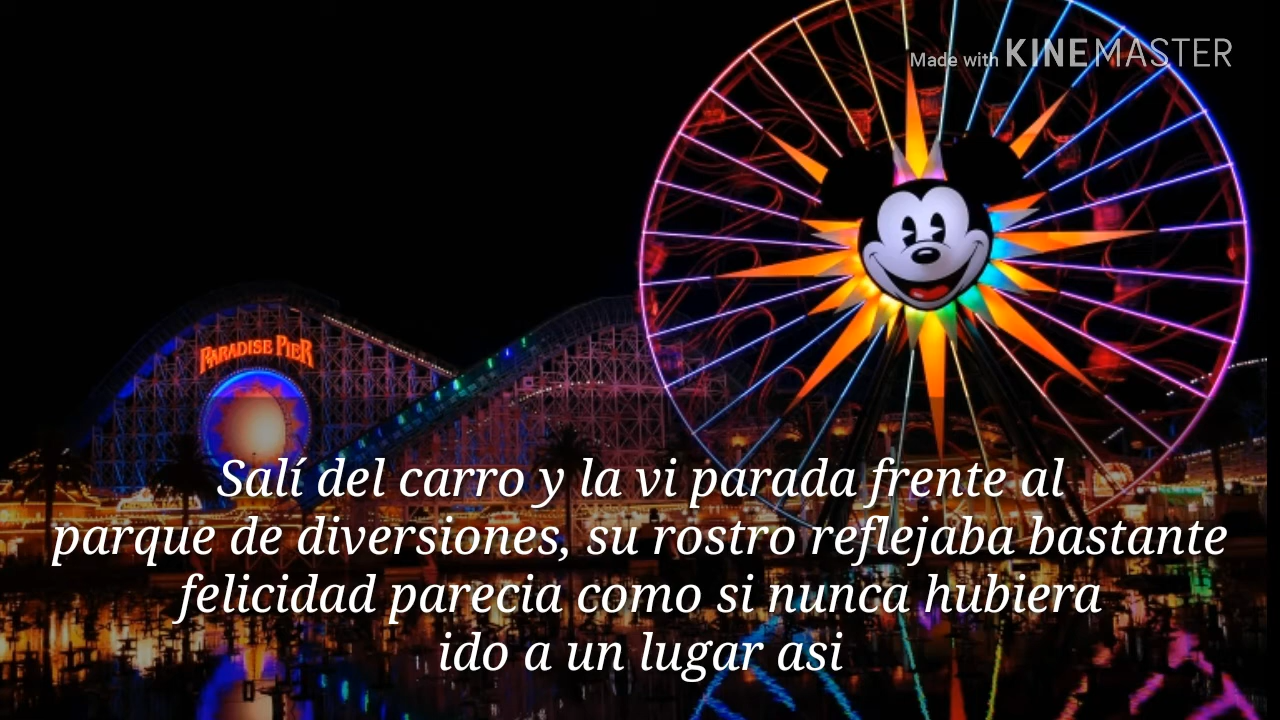 Made with KINEMASTER
PARADISE PIER
Salí del carro y la vi parada frente al
parque de diversiones, su rostro reflejaba bastante
felicidad parecia como si nunca hubiera
ido a un lugar asi